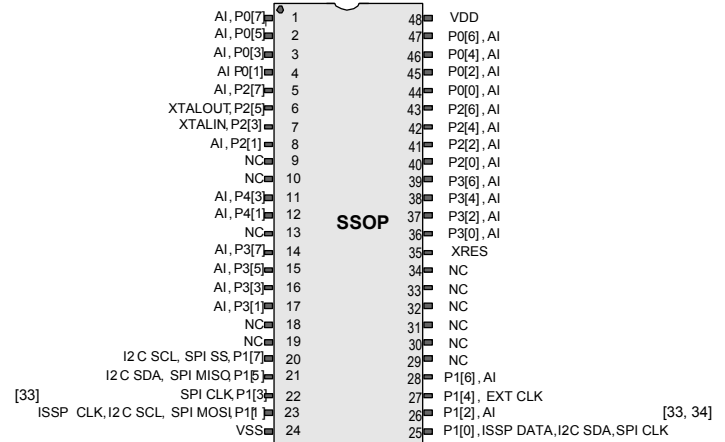 AI, P0[7] 1 48 VDD
AI, P0[5] 2 47 P0[6], AI
AI, P0[3] 3 46 P0[4], AI
AI P0[1] 4 45 P0[2], AI
AI, P2[7] 5 44 P0[0], AI
XTALOUT, P2[5] 6 43 P2[6], AI
XTALIN, P2[3] 7 42 P2[4], AI
AI, P2[1] 8 41 P2[2], AI
NC 9 40 P2[0], AI
NC 10 39 P3[6], AI
AI, P4[3] 11 38 P3[4], AI
AI, P4[1] 12 SSOP 37 P3[2], AI
NC 13 36 P3[0], AI
AI, P3[7] 14 35 XRES
AI, P3[5] 15 34 NC
AI, P3[3] 16 33 NC
AI, P3[1] 17 32 NC
NC 18 31 NC
NC 19 30 NC
I2C SCL, SPI SS, P1[7] 20 29 NC
I2C SDA, SPI MISO, P1[5] 21 28 P1[6], AI
[33] SPI CLK, P1[3] 22 27 P1[4], EXT CLK
ISSP CLK, I2C SCL, SPI MOSI, P1[1] 23 26 P1[2], AI [33, 34]
VSS 24 25 P1[0], ISSP DATA, I2C SDA, SPI CLK